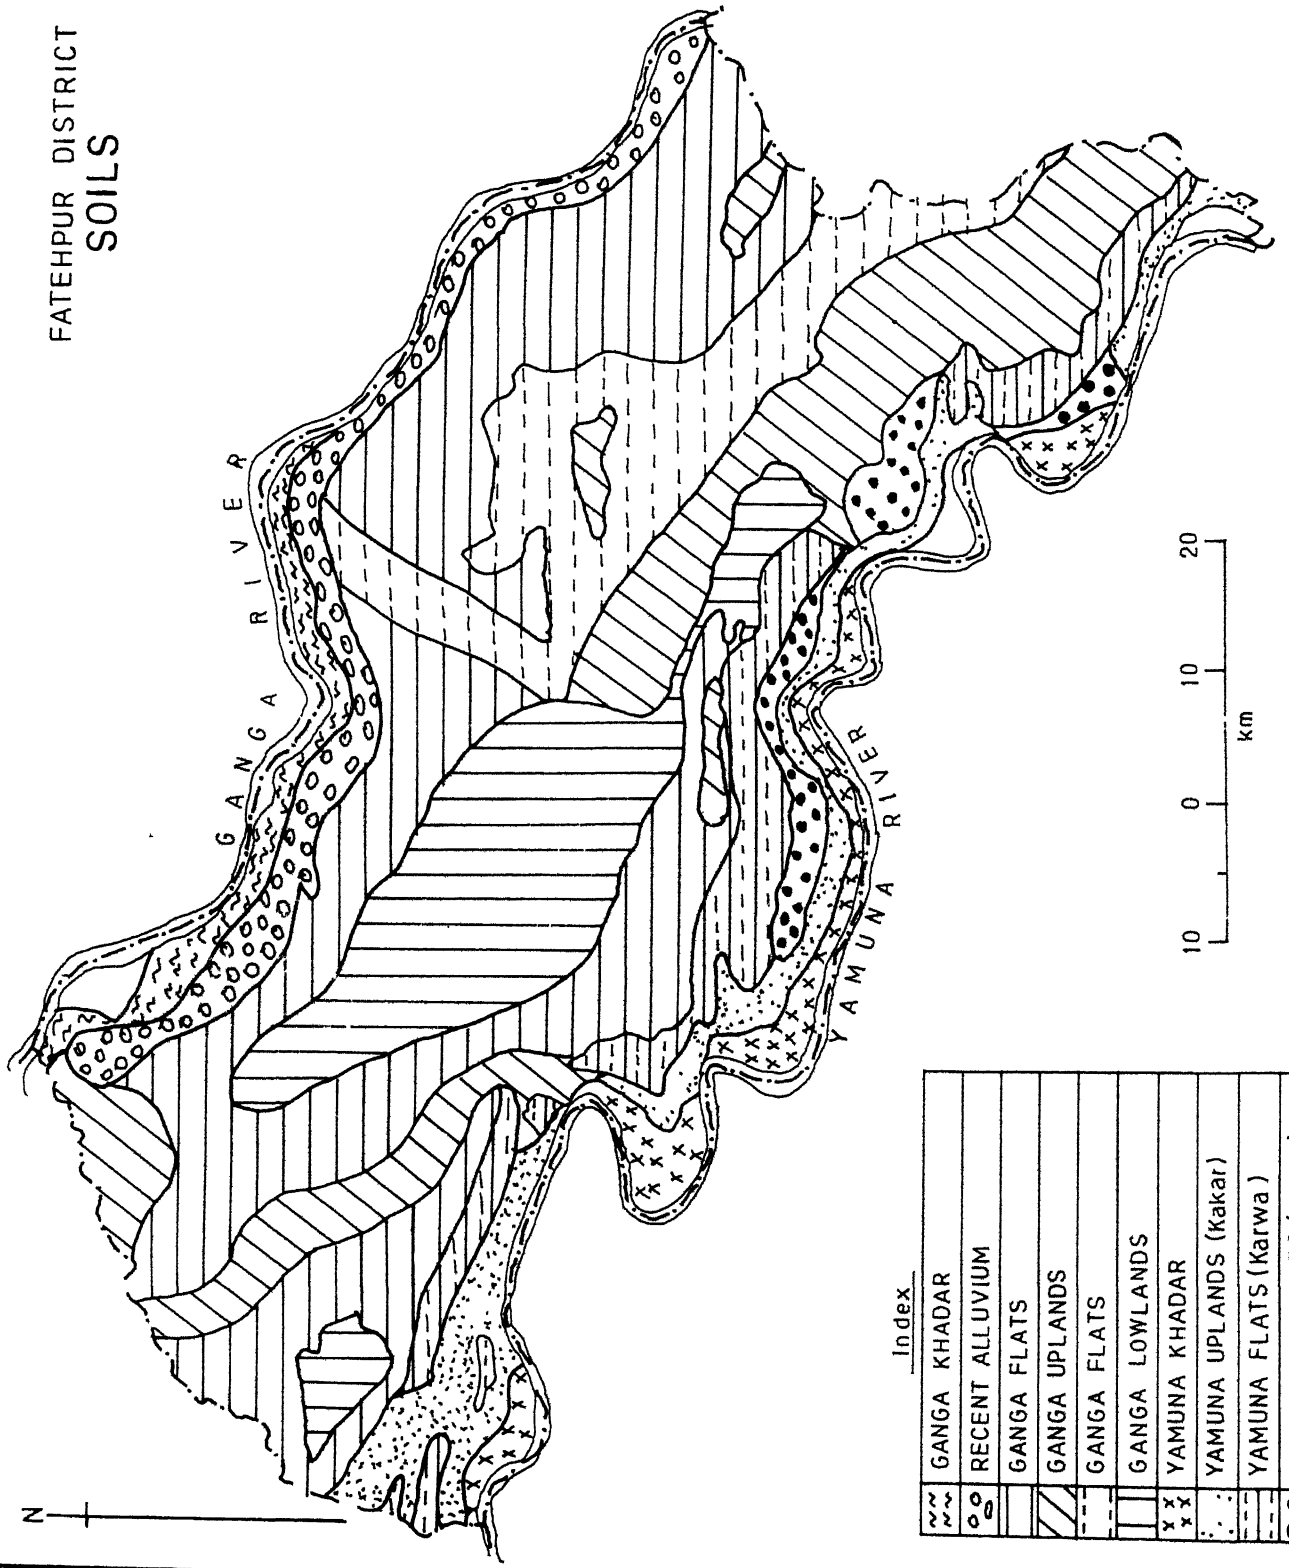 FATEHPUR DISTRICT
SOILS
GANGA RIVER
YAMUNA RIVER
N
10 0 10 20
km
Index
GANGA KHADAR
RECENT ALLUVIUM
GANGA FLATS
GANGA UPLANDS
GANGA FLATS
GANGA LOWLANDS
YAMUNA KHADAR
YAMUNA UPLANDS (Kakar)
YAMUNA FLATS (Karwa)